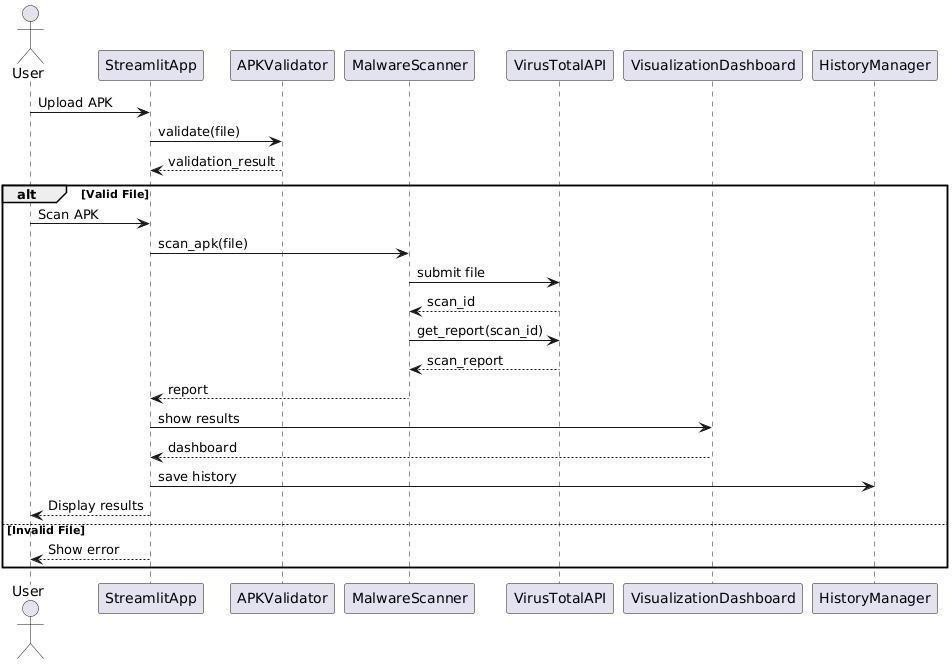 User
StreamlitApp
APKValidator
MalwareScanner
VirusTotalAPI
VisualizationDashboard
HistoryManager
Upload APK
validate(file)
validation_result
alt
[Valid File]
Scan APK
scan_apk(file)
submit file
scan_id
get_report(scan_id)
scan_report
report
show results
dashboard
save history
Display results
[Invalid File]
Show error
User
StreamlitApp
APKValidator
MalwareScanner
VirusTotalAPI
VisualizationDashboard
HistoryManager